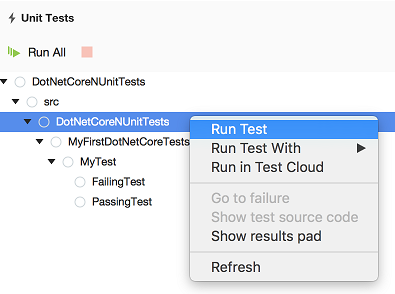 Unit Tests
Run All
DotNetCoreNUnitTests
src
DotNetCoreNUnitTests
MyFirstDotNetCoreTests
MyTest
FailingTest
PassingTest
Run Test
Run Test With
Run in Test Cloud
Go to failure
Show test source code
Show results pad
Refresh